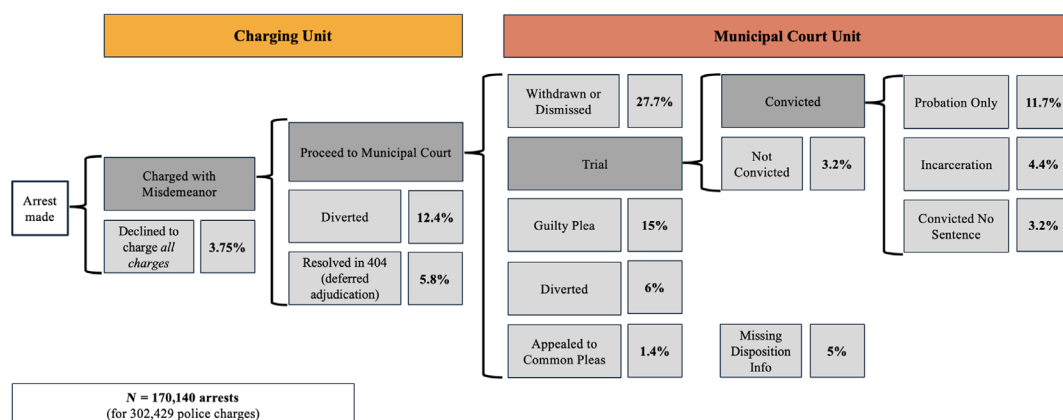 Charging Unit
Municipal Court Unit
Arrest
made
Charged with
Misdemeanor
Declined to
charge all
charges
3.75%
Proceed to Municipal Court
Diverted
12.4%
Resolved in 404
(deferred
adjudication)
5.8%
Withdrawn or
Dismissed
27.7%
Trial
Guilty Plea
15%
Diverted
6%
Appealed to
Common Pleas
1.4%
Convicted
Not
Convicted
3.2%
Missing
Disposition
Info
5%
Probation Only
11.7%
Incarceration
4.4%
Convicted No
Sentence
3.2%
N = 170,140 arrests
(for 302,429 police charges)